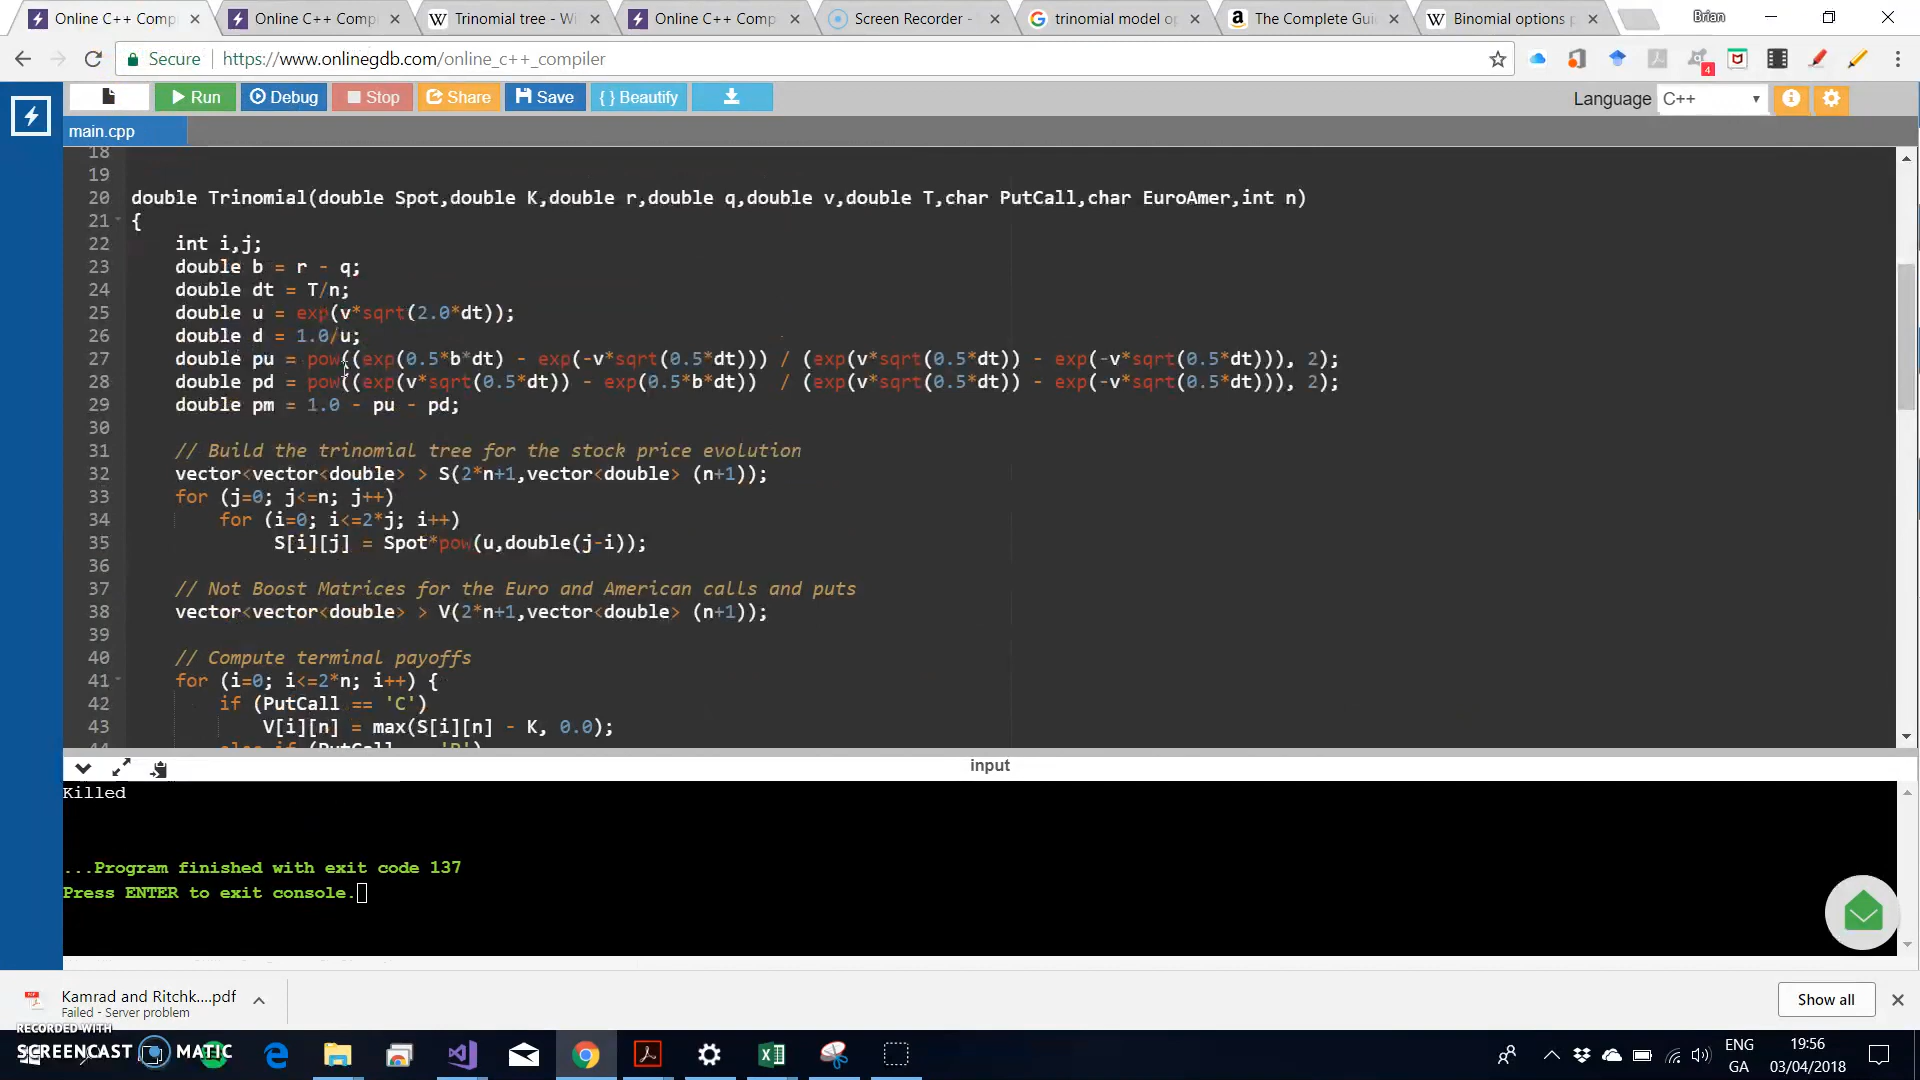 Online C++ Comp
Online C++ Comp
Trinomial tree - Wi
Online C++ Comp
Screen Recorder -
trinomial model op
The Complete Gui
Binomial options p
Brian
Secure
https://www.onlinegdb.com/online_c++_compiler
4
Run
Debug
Stop
Share
Save
{ } Beautify
Language
C++
main.cpp
18
19
20 double Trinomial(double Spot,double K,double r,double q,double v,double T,char PutCall,char EuroAmer,int n)
21 {
22 int i,j;
23 double b = r - q;
24 double dt = T/n;
25 double u = exp(v*sqrt(2.0*dt));
26 double d = 1.0/u;
27 double pu = pow((exp(0.5*b*dt) - exp(-v*sqrt(0.5*dt))) / (exp(v*sqrt(0.5*dt)) - exp(-v*sqrt(0.5*dt))), 2);
28 double pd = pow((exp(v*sqrt(0.5*dt)) - exp(0.5*b*dt)) / (exp(v*sqrt(0.5*dt)) - exp(-v*sqrt(0.5*dt))), 2);
29 double pm = 1.0 - pu - pd;
30
31 // Build the trinomial tree for the stock price evolution
32 vector<vector<double> > S(2*n+1,vector<double> (n+1));
33 for (j=0; j<=n; j++)
34 for (i=0; i<=2*j; i++)
35 S[i][j] = Spot*pow(u,double(j-i));
36
37 // Not Boost Matrices for the Euro and American calls and puts
38 vector<vector<double> > V(2*n+1,vector<double> (n+1));
39
40 // Compute terminal payoffs
41 for (i=0; i<=2*n; i++) {
42 if (PutCall == 'C')
43 V[i][n] = max(S[i][n] - K, 0.0);
44 else if (PutCall == 'P')
input
Killed
...Program finished with exit code 137
Press ENTER to exit console.
Kamrad and Ritchk....pdf
Failed - Server problem
Show all
RECORDED WITH
SCREENCAST MATIC
ENG
GA
19:56
03/04/2018